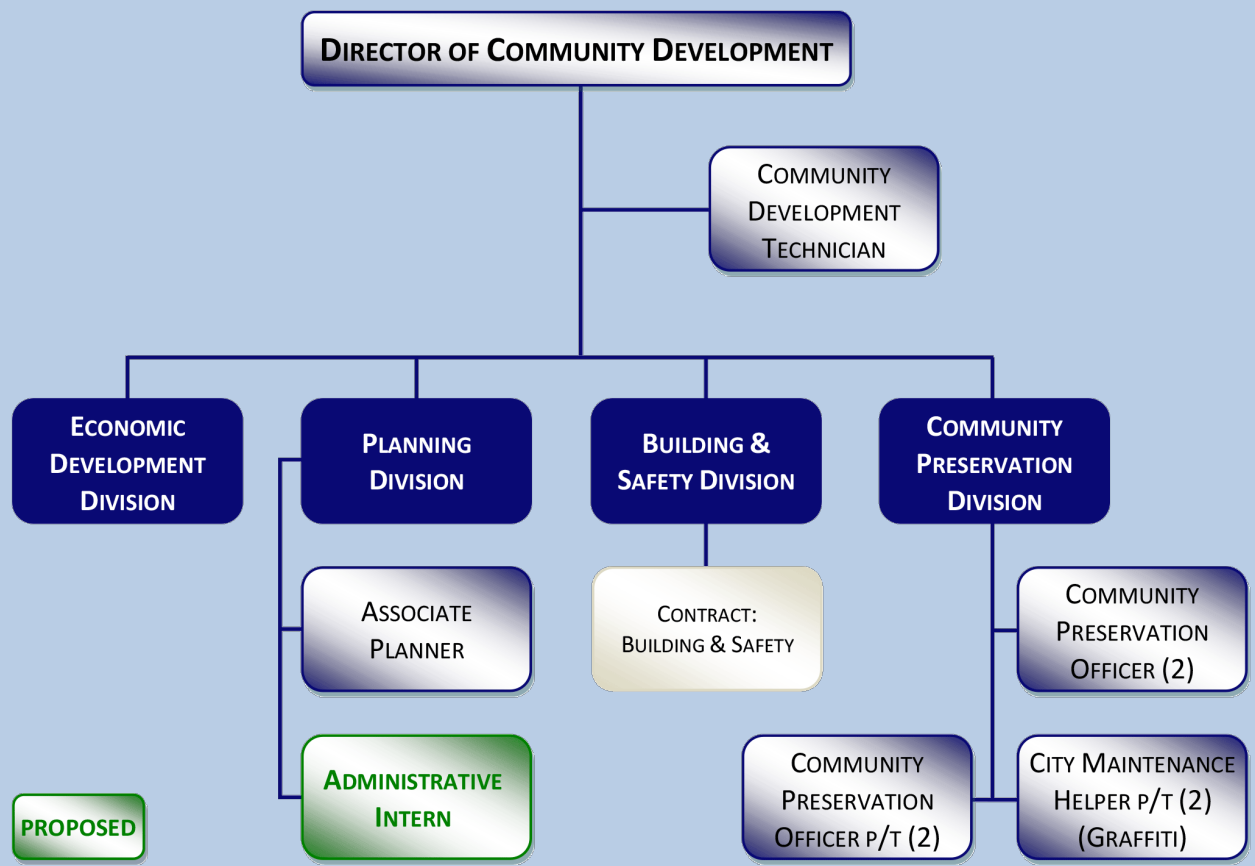 DIRECTOR OF COMMUNITY DEVELOPMENT
COMMUNITY
DEVELOPMENT
TECHNICIAN
ECONOMIC
DEVELOPMENT
DIVISION
PLANNING
DIVISION
BUILDING &
SAFETY DIVISION
COMMUNITY
PRESERVATION
DIVISION
ASSOCIATE
PLANNER
CONTRACT:
BUILDING & SAFETY
COMMUNITY
PRESERVATION
OFFICER (2)
ADMINISTRATIVE
INTERN
COMMUNITY
PRESERVATION
OFFICER P/T (2)
CITY MAINTENANCE
HELPER P/T (2)
(GRAFFITI)
PROPOSED